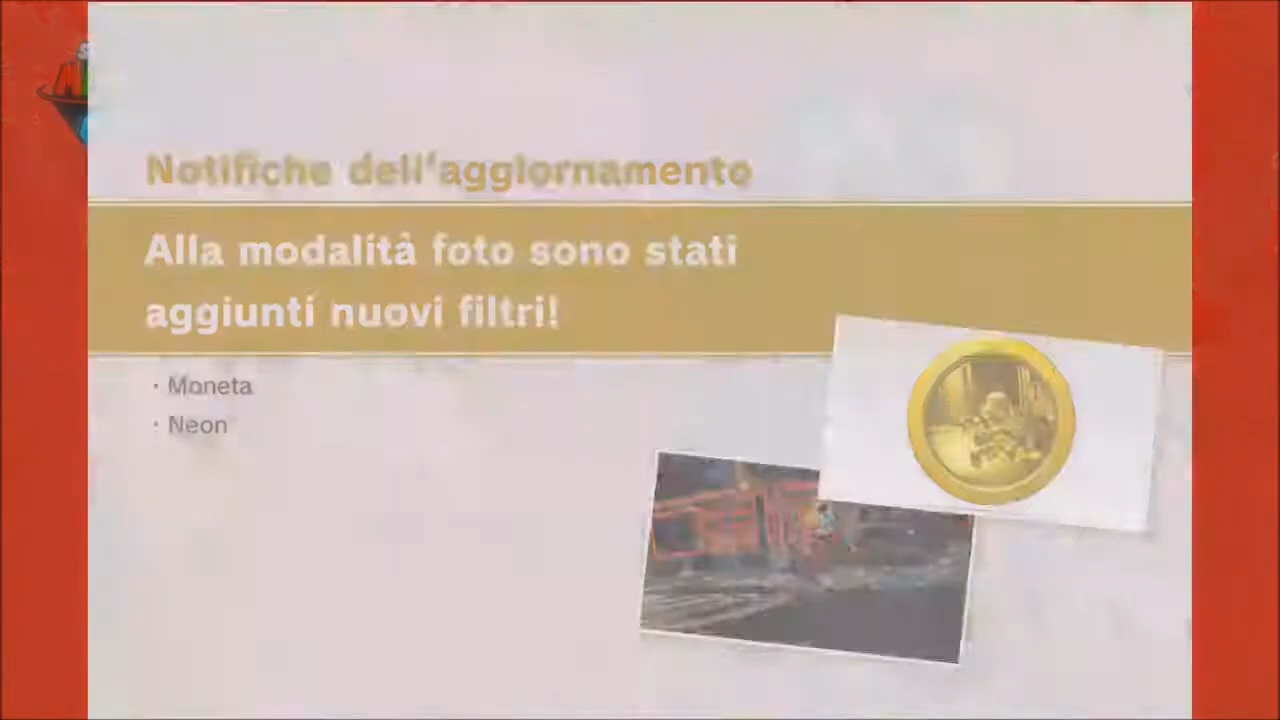 Notifiche dell'aggiornamento
Alla modalità foto sono stati
aggiunti nuovi filtri!
· Moneta
· Neon